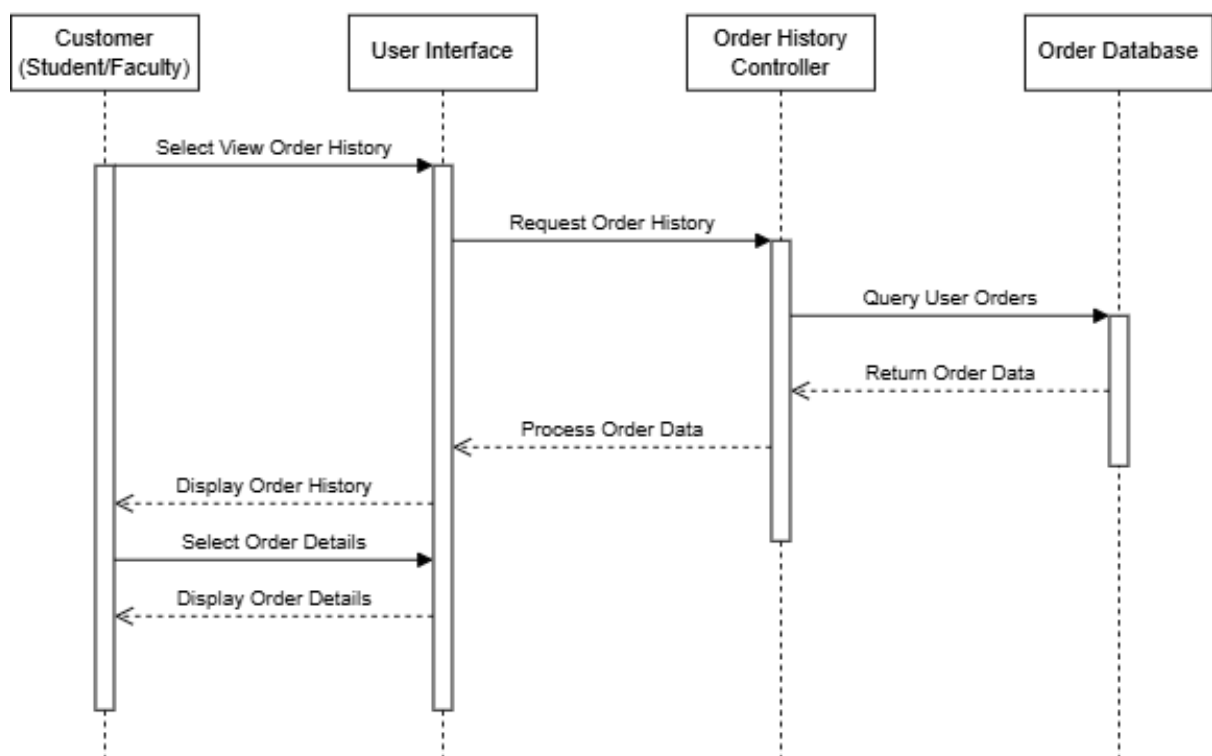 Customer
(Student/Faculty)
User Interface
Order History
Controller
Order Database
Select View Order History
Request Order History
Query User Orders
Return Order Data
Process Order Data
Display Order History
Select Order Details
Display Order Details